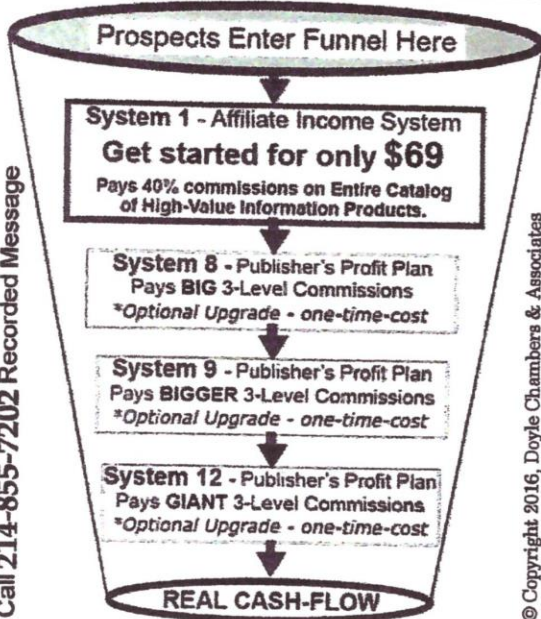 Prospects Enter Funnel Here
System 1 - Affiliate Income System
Get started for only $69
Pays 40% commissions on Entire Catalog
of High-Value Information Products.
System 8 - Publisher's Profit Plan
Pays BIG 3-Level Commissions
*Optional Upgrade - one-time-cost
System 9 - Publisher's Profit Plan
Pays BIGGER 3-Level Commissions
*Optional Upgrade - one-time-cost
System 12 - Publisher's Profit Plan
Pays GIANT 3-Level Commissions
*Optional Upgrade - one-time-cost
REAL CASH-FLOW
Call 214-855-7202 Recorded Message
© Copyright 2016, Doyle Chambers & Associates